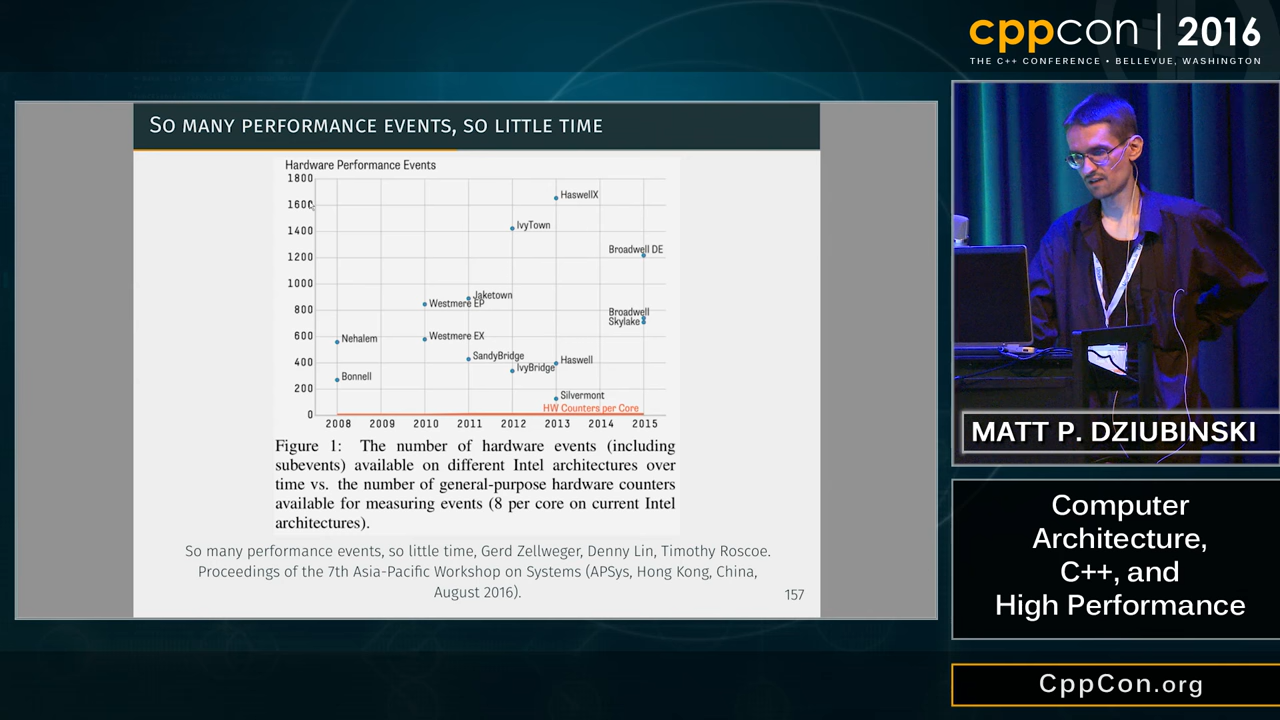 cppcon | 2016
THE C++ CONFERENCE • BELLEVUE, WASHINGTON
SO MANY PERFORMANCE EVENTS, SO LITTLE TIME
Hardware Performance Events
1800
1600
1400
1200
1000
800
600
400
200
0
HaswellX
IvyTown
Broadwell DE
Jaketown
Westmere EP
Broadwell
Skylake
Nehalem
Westmere EX
SandyBridge
Haswell
IvyBridge
Bonnell
Silvermont
HW Counters per Core
2008 2009 2010 2011 2012 2013 2014 2015
Figure 1: The number of hardware events (including
subevents) available on different Intel architectures over
time vs. the number of general-purpose hardware counters
available for measuring events (8 per core on current Intel
architectures).
So many performance events, so little time, Gerd Zellweger, Denny Lin, Timothy Roscoe.
Proceedings of the 7th Asia-Pacific Workshop on Systems (APSys, Hong Kong, China,
August 2016).
157
MATT P. DZIUBINSKI
Computer
Architecture,
C++, and
High Performance
CppCon.org